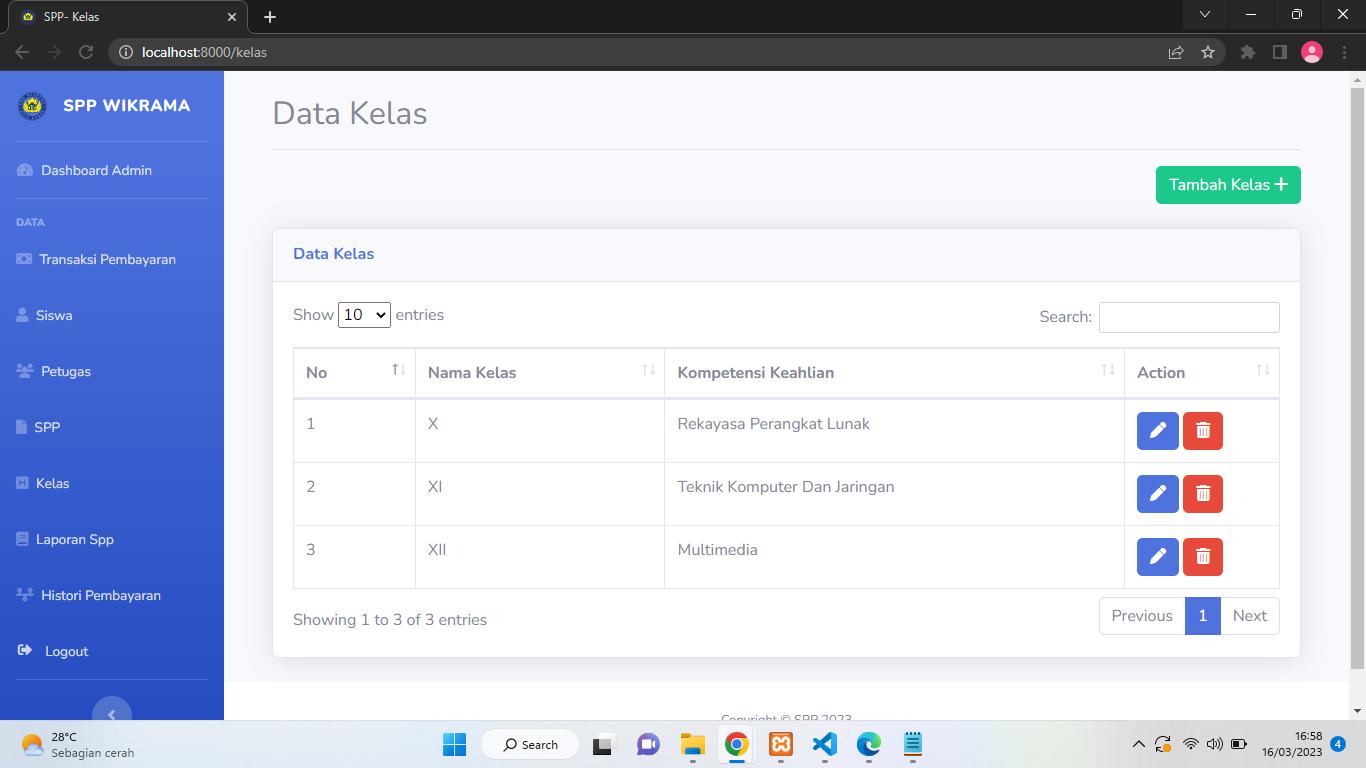 SPP- Kelas
localhost:8000/kelas
SPP WIKRAMA
Dashboard Admin
DATA
Transaksi Pembayaran
Siswa
Petugas
SPP
Kelas
Laporan Spp
Histori Pembayaran
Logout
Data Kelas
Tambah Kelas
Data Kelas
Show 10 entries
Search:
No Nama Kelas Kompetensi Keahlian Action
1 X Rekayasa Perangkat Lunak
2 XI Teknik Komputer Dan Jaringan
3 XII Multimedia
Showing 1 to 3 of 3 entries
Previous 1 Next
Copyright © SPP 2023
28°C
Sebagian cerah
Search
16:58
16/03/2023
4